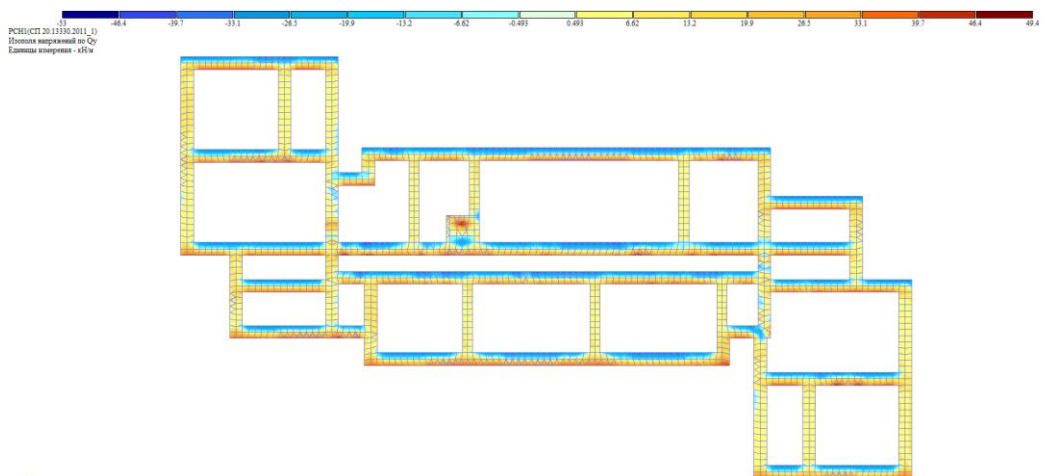 -53 -46.4 -39.7 -33.1 -26.5 -19.9 -13.2 -6.62 -0.493 0.493 6.62 13.2 19.9 26.5 33.1 39.7 46.4 49.4
РСН1(СП 20.13330.2011_1)
Изополя напряжений по Qy
Единицы измерения - кН/м